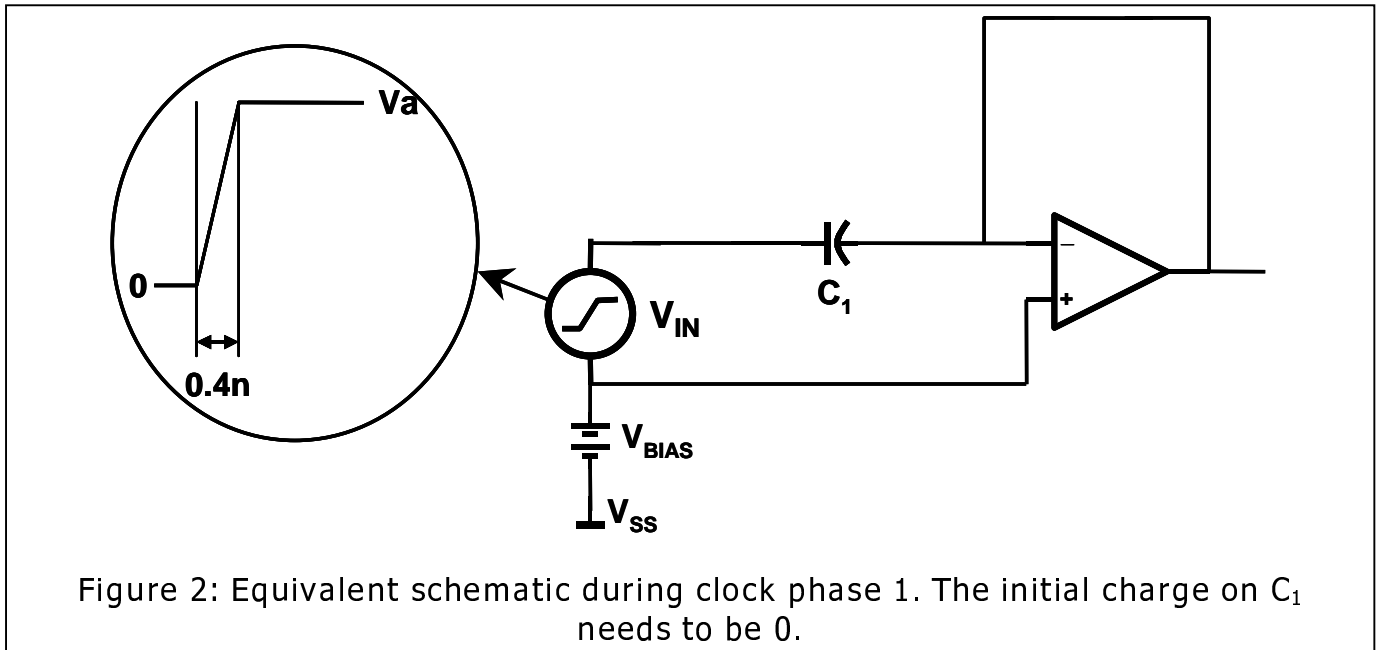 Va
0
0.4n
V_IN
C_1
−
+
V_BIAS
V_SS
Figure 2: Equivalent schematic during clock phase 1. The initial charge on C_1
needs to be 0.